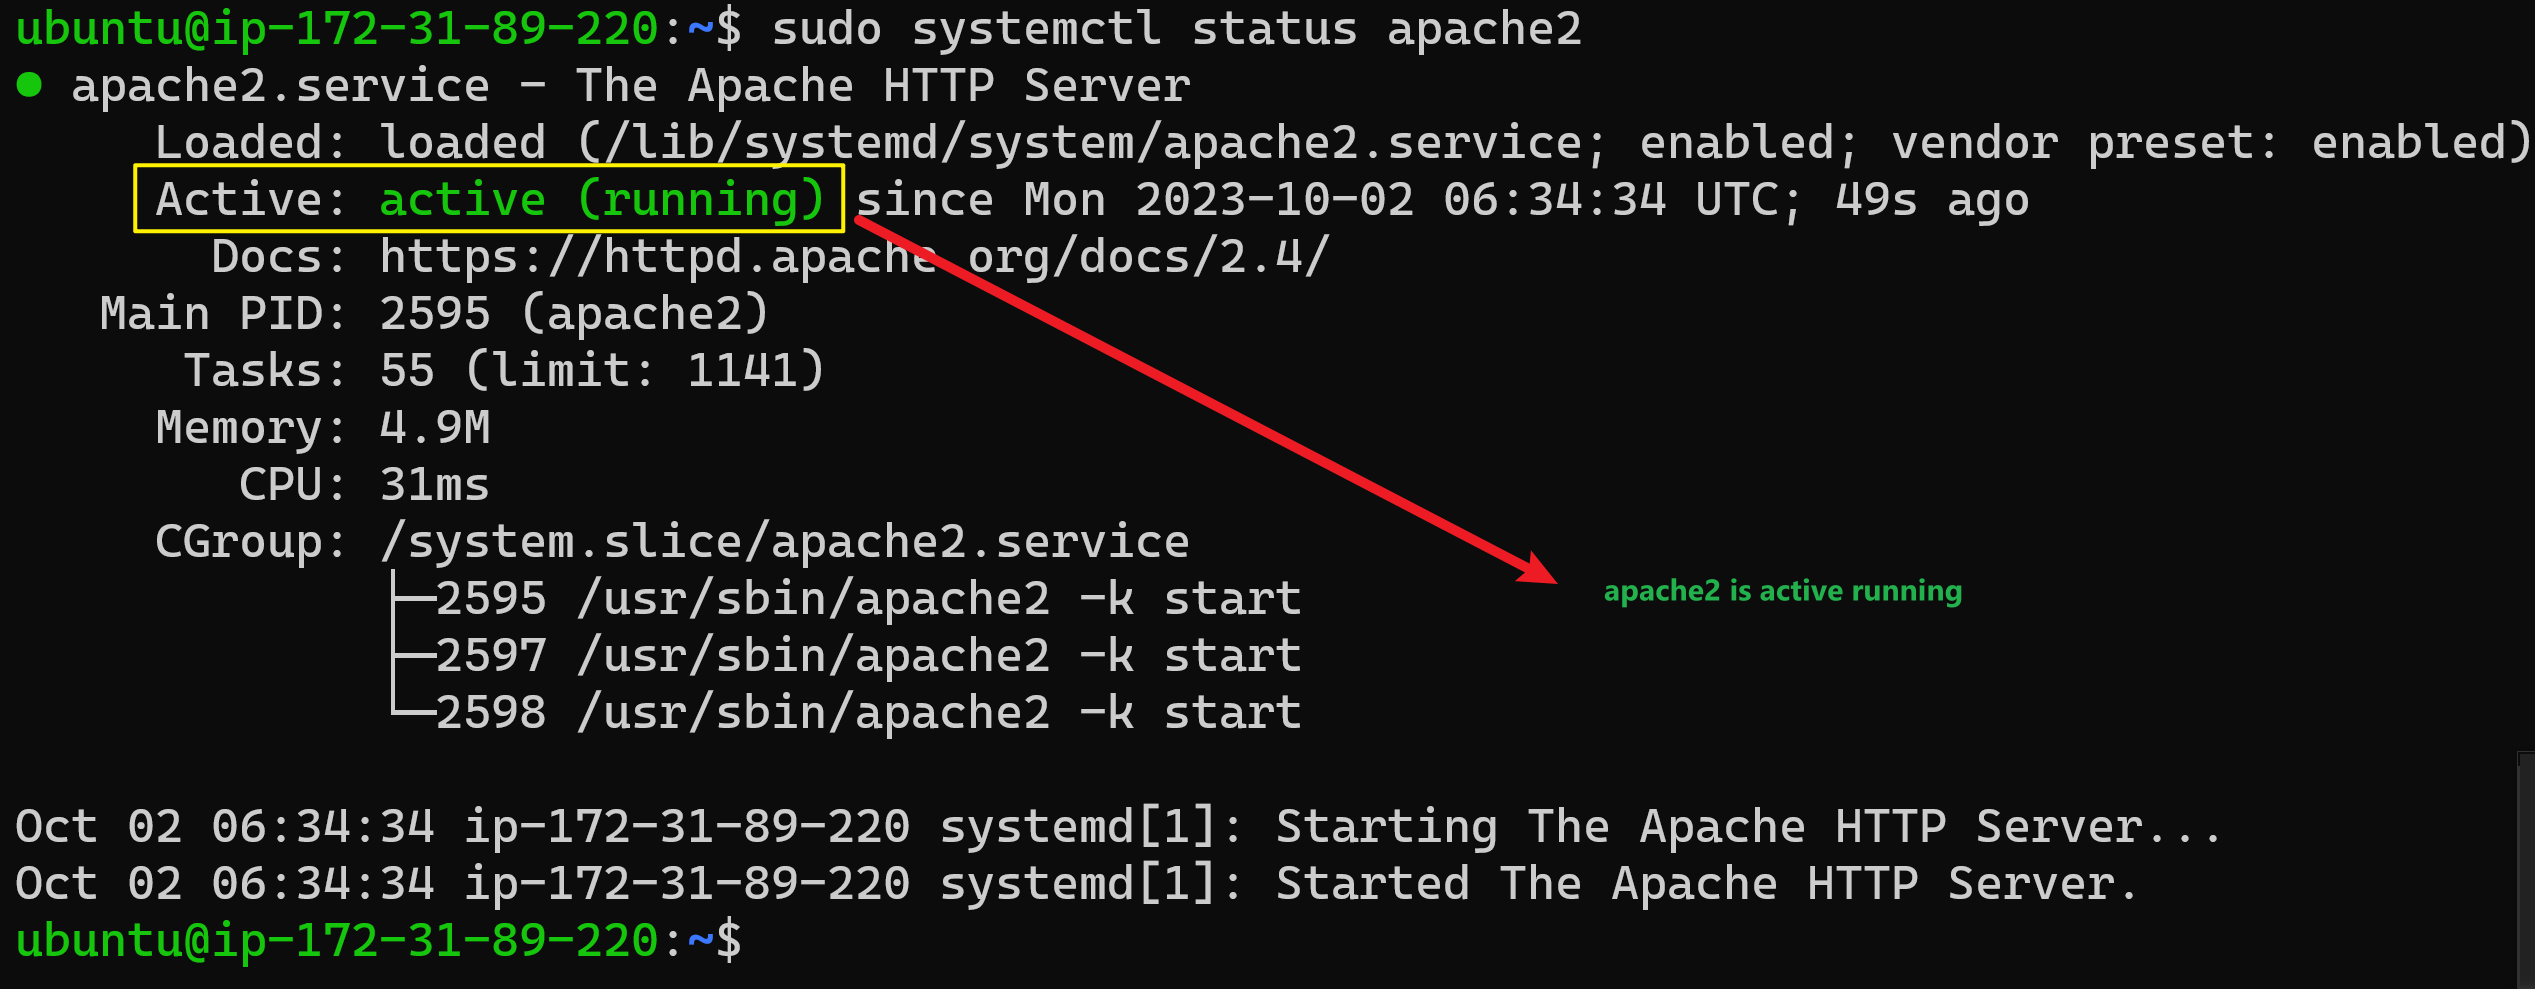 ubuntu@ip-172-31-89-220:~$ sudo systemctl status apache2
● apache2.service - The Apache HTTP Server
Loaded: loaded (/lib/systemd/system/apache2.service; enabled; vendor preset: enabled)
Active: active (running) since Mon 2023-10-02 06:34:34 UTC; 49s ago
Docs: https://httpd.apache org/docs/2.4/
Main PID: 2595 (apache2)
Tasks: 55 (limit: 1141)
Memory: 4.9M
CPU: 31ms
CGroup: /system.slice/apache2.service
├─2595 /usr/sbin/apache2 -k start
apache2 is active running
├─2597 /usr/sbin/apache2 -k start
└─2598 /usr/sbin/apache2 -k start
Oct 02 06:34:34 ip-172-31-89-220 systemd[1]: Starting The Apache HTTP Server...
Oct 02 06:34:34 ip-172-31-89-220 systemd[1]: Started The Apache HTTP Server.
ubuntu@ip-172-31-89-220:~$